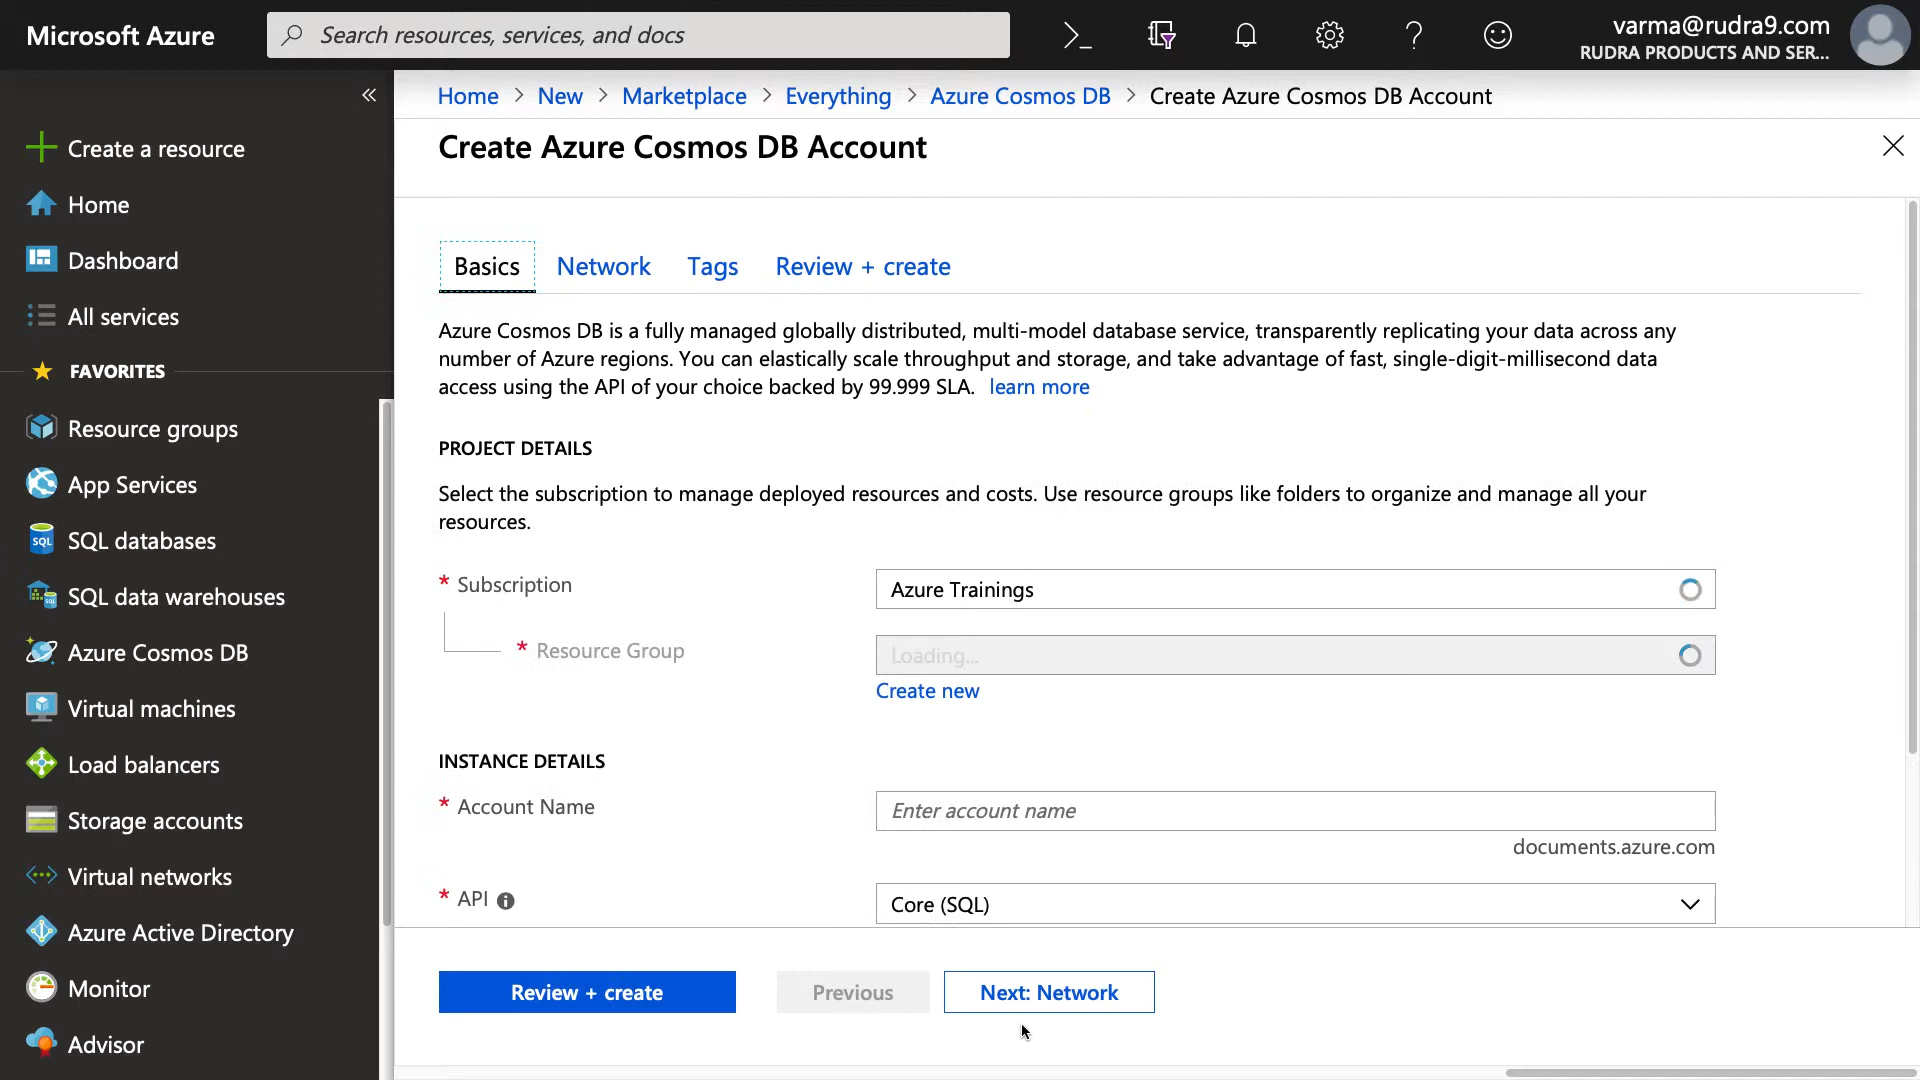 Microsoft Azure
Search resources, services, and docs
varma@rudra9.com
RUDRA PRODUCTS AND SER...
Home > New > Marketplace > Everything > Azure Cosmos DB > Create Azure Cosmos DB Account
Create Azure Cosmos DB Account
Create a resource
Home
Dashboard
All services
FAVORITES
Resource groups
App Services
SQL databases
SQL data warehouses
Azure Cosmos DB
Virtual machines
Load balancers
Storage accounts
Virtual networks
Azure Active Directory
Monitor
Advisor
Basics Network Tags Review + create
Azure Cosmos DB is a fully managed globally distributed, multi-model database service, transparently replicating your data across any
number of Azure regions. You can elastically scale throughput and storage, and take advantage of fast, single-digit-millisecond data
access using the API of your choice backed by 99.999 SLA. learn more
PROJECT DETAILS
Select the subscription to manage deployed resources and costs. Use resource groups like folders to organize and manage all your
resources.
* Subscription
Azure Trainings
* Resource Group
Loading...
Create new
INSTANCE DETAILS
* Account Name
Enter account name
documents.azure.com
* API
Core (SQL)
Review + create
Previous
Next: Network